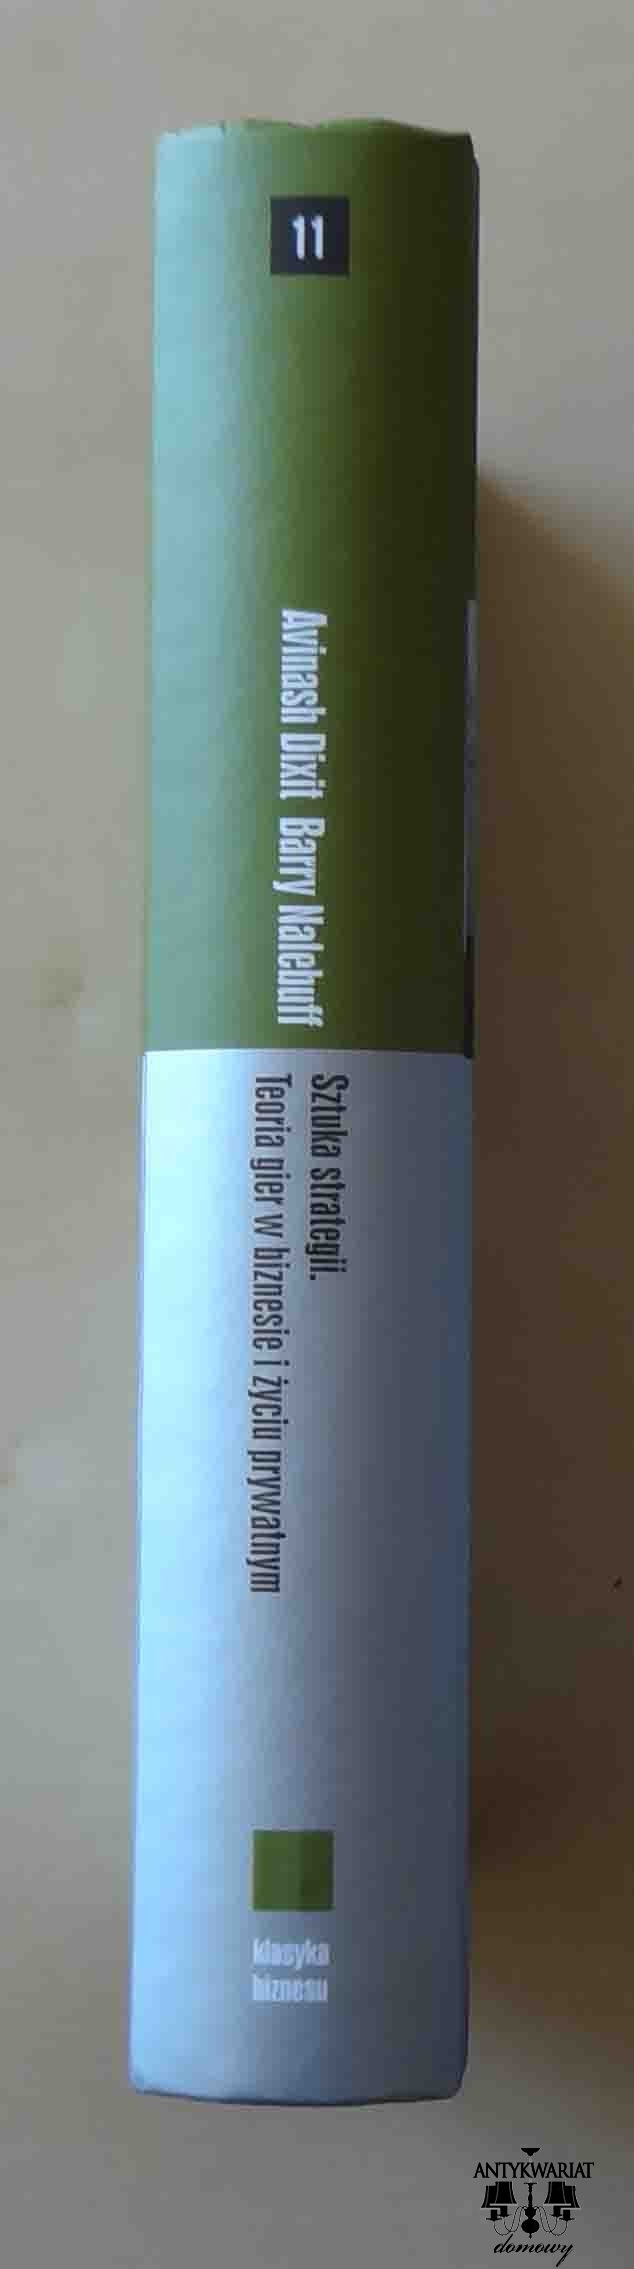 11
Avinash Dixit Barry Nalebuff
Sztuka strategii.
Teoria gier w biznesie i życiu prywatnym
klasyka
biznesu
ANTYKWARIAT
domowy